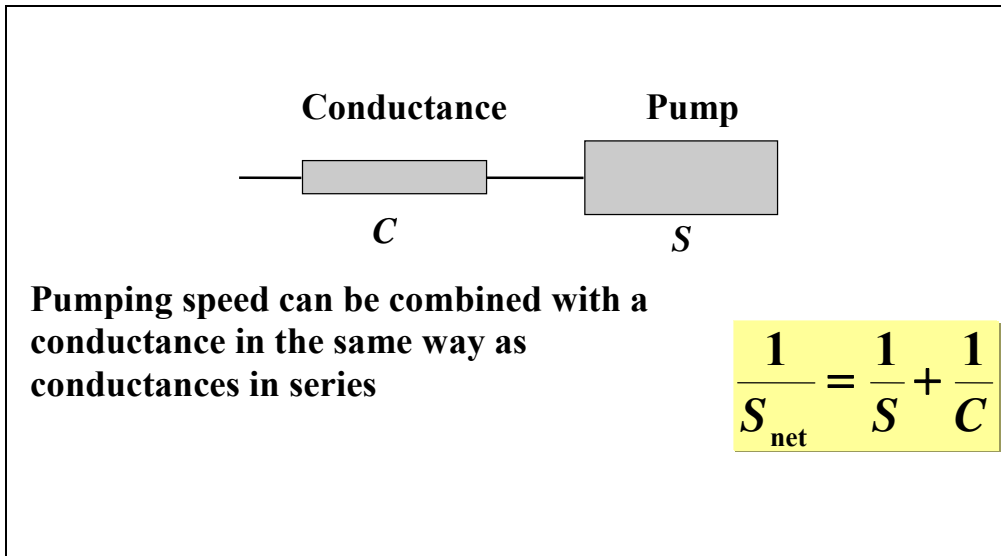 Conductance Pump
C S
Pumping speed can be combined with a
conductance in the same way as
conductances in series
1/S_net = 1/S + 1/C